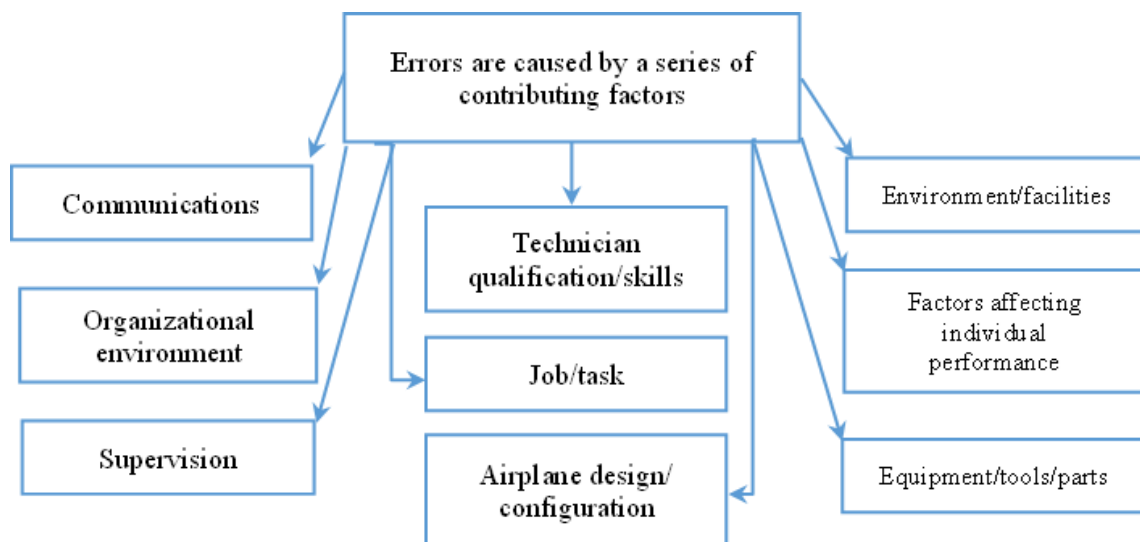 Errors are caused by a series of
contributing factors
Communications
Organizational
environment
Supervision
Technician
qualification/skills
Job/task
Airplane design/
configuration
Environment/facilities
Factors affecting
individual
performance
Equipment/tools/parts